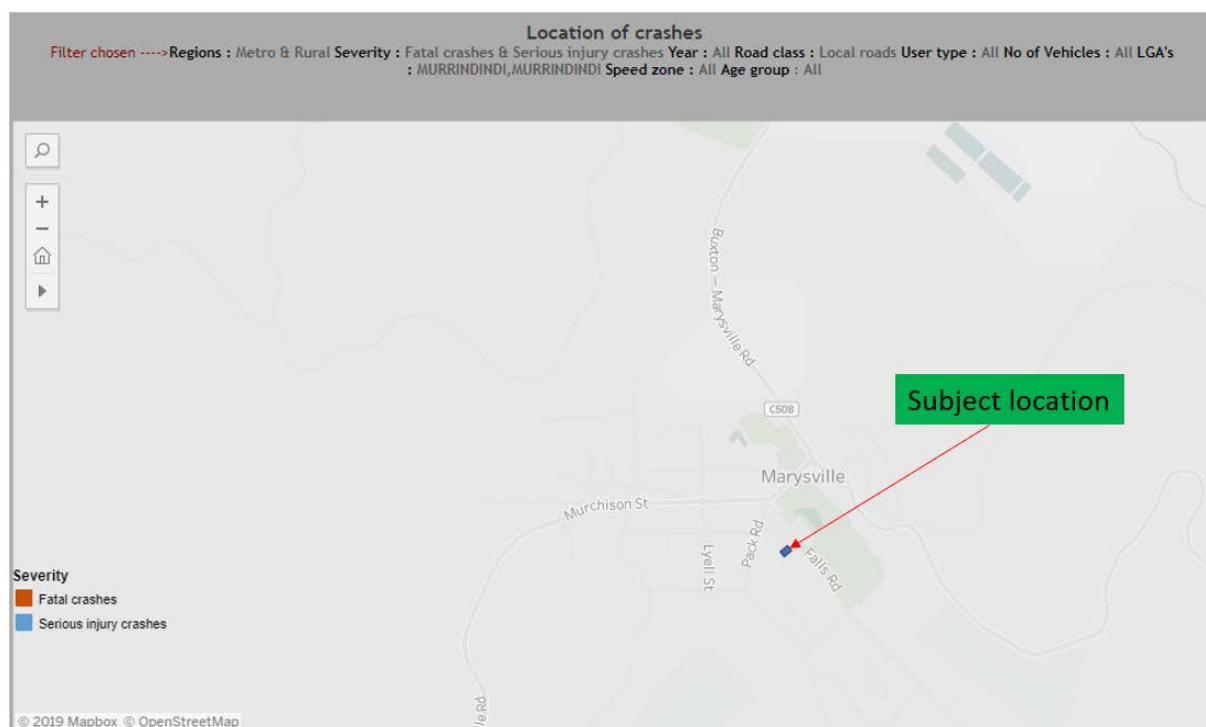 Location of crashes
Filter chosen ---->Regions : Metro & Rural Severity : Fatal crashes & Serious injury crashes Year : All Road class : Local roads User type : All No of Vehicles : All LGA's
: MURRINDINDI,MURRINDINDI Speed zone : All Age group : All
Buxton – Marysville Rd
C508
Subject location
Marysville
Murchison St
Pack Rd
Lyell St
Falls Rd
Severity
Fatal crashes
Serious injury crashes
lle Rd
© 2019 Mapbox © OpenStreetMap